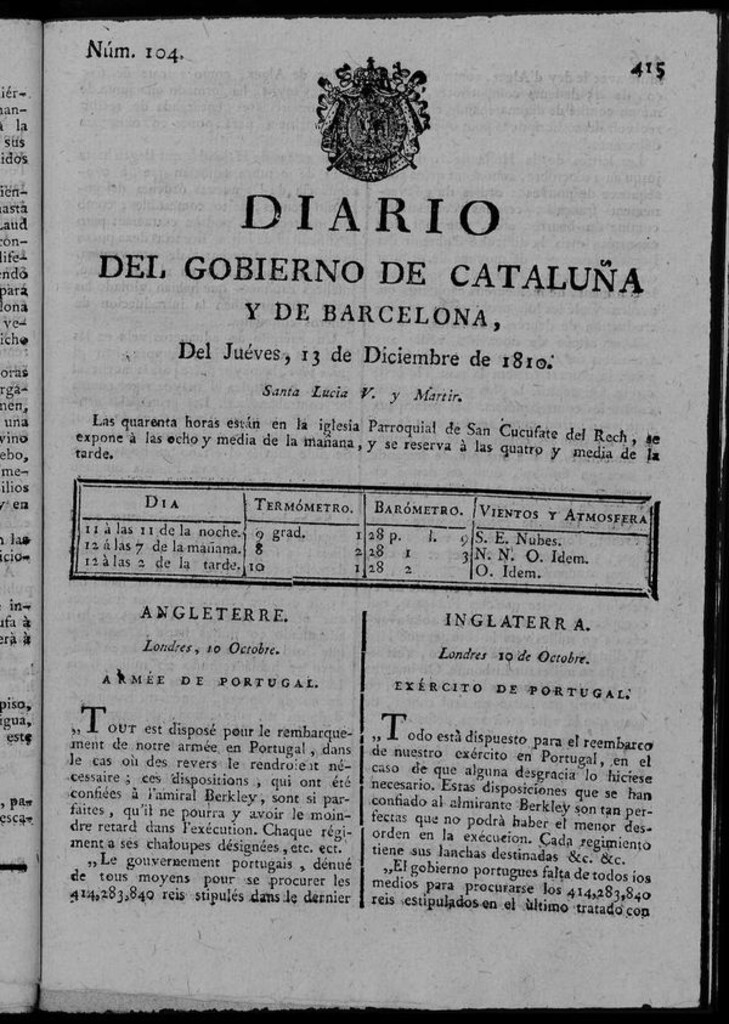 Núm. 104.
415
DIARIO
DEL GOBIERNO DE CATALUÑA
Y DE BARCELONA,
Del Juéves, 13 de Diciembre de 1810.
Santa Lucia V. y Martir.
Las quarenta horas están en la iglesia Parroquial de San Cucufate del Rech, se
expone à las ocho y media de la mañana, y se reserva à las quatro y media de la
tarde.
DIA TERMÓMETRO. BARÓMETRO. VIENTOS Y ATMOSFERA
11 á las 11 de la noche. 9 grad. 1 28 p. l. 9 S. E. Nubes.
12 á las 7 de la mañana. 8 2 28 1 3 N. N. O. Idem.
12 à las 2 de la tarde. 10 1 28 2 O. Idem.
ANGLETERRE.
Londres, 10 Octobre.
ARMÉE DE PORTUGAL.
„TOUT est disposé pour le rembarque-
ment de notre armée en Portugal, dans
le cas où des revers le rendroient né-
cessaire; ces dispositions, qui ont été
confiées à l'amiral Berkley, sont si par-
faites, qu'il ne pourra y avoir le moin-
dre retard dans l'exécution. Chaque régi-
ment a ses chaloupes désignées, etc. ect.
„Le gouvernement portugais, dénué
de tous moyens pour se procurer les
414,283,840 reis stipulés dans le dernier
INGLATERRA.
Londres 10 de Octobre.
EXÉRCITO DE PORTUGAL.
„Todo está dispuesto para el reembarco
de nuestro exército en Portugal, en el
caso de que alguna desgracia lo hiciese
necesario. Estas disposiciones que se han
confiado al almirante Berkley son tan per-
fectas que no podrá haber el menor des-
orden en la execucion. Cada regimiento
tiene sus lanchas destinadas &c. &c.
„El gobierno portugues falta de todos los
medios para procurarse los 414,283,840
reis estipulados en el ùltimo tratado con